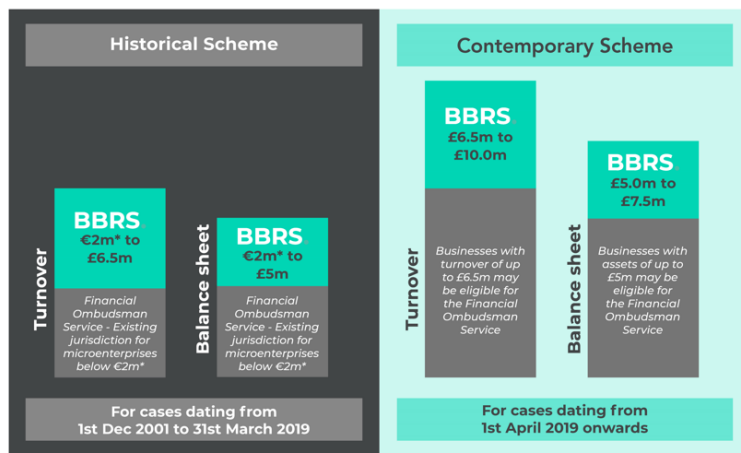 Historical Scheme
Turnover
BBRS
€2m* to
£6.5m
Financial
Ombudsman
Service - Existing
jurisdiction for
microenterprises
below €2m*
Balance sheet
BBRS
€2m* to
£5m
Financial
Ombudsman
Service - Existing
jurisdiction for
microenterprises
below €2m*
For cases dating from
1st Dec 2001 to 31st March 2019
Contemporary Scheme
Turnover
BBRS
£6.5m to
£10.0m
Businesses with
turnover of up
to £6.5m may
be eligible for
the Financial
Ombudsman
Service
Balance sheet
BBRS
£5.0m to
£7.5m
Businesses with
assets of up to
£5m may be
eligible for
the Financial
Ombudsman
Service
For cases dating from
1st April 2019 onwards